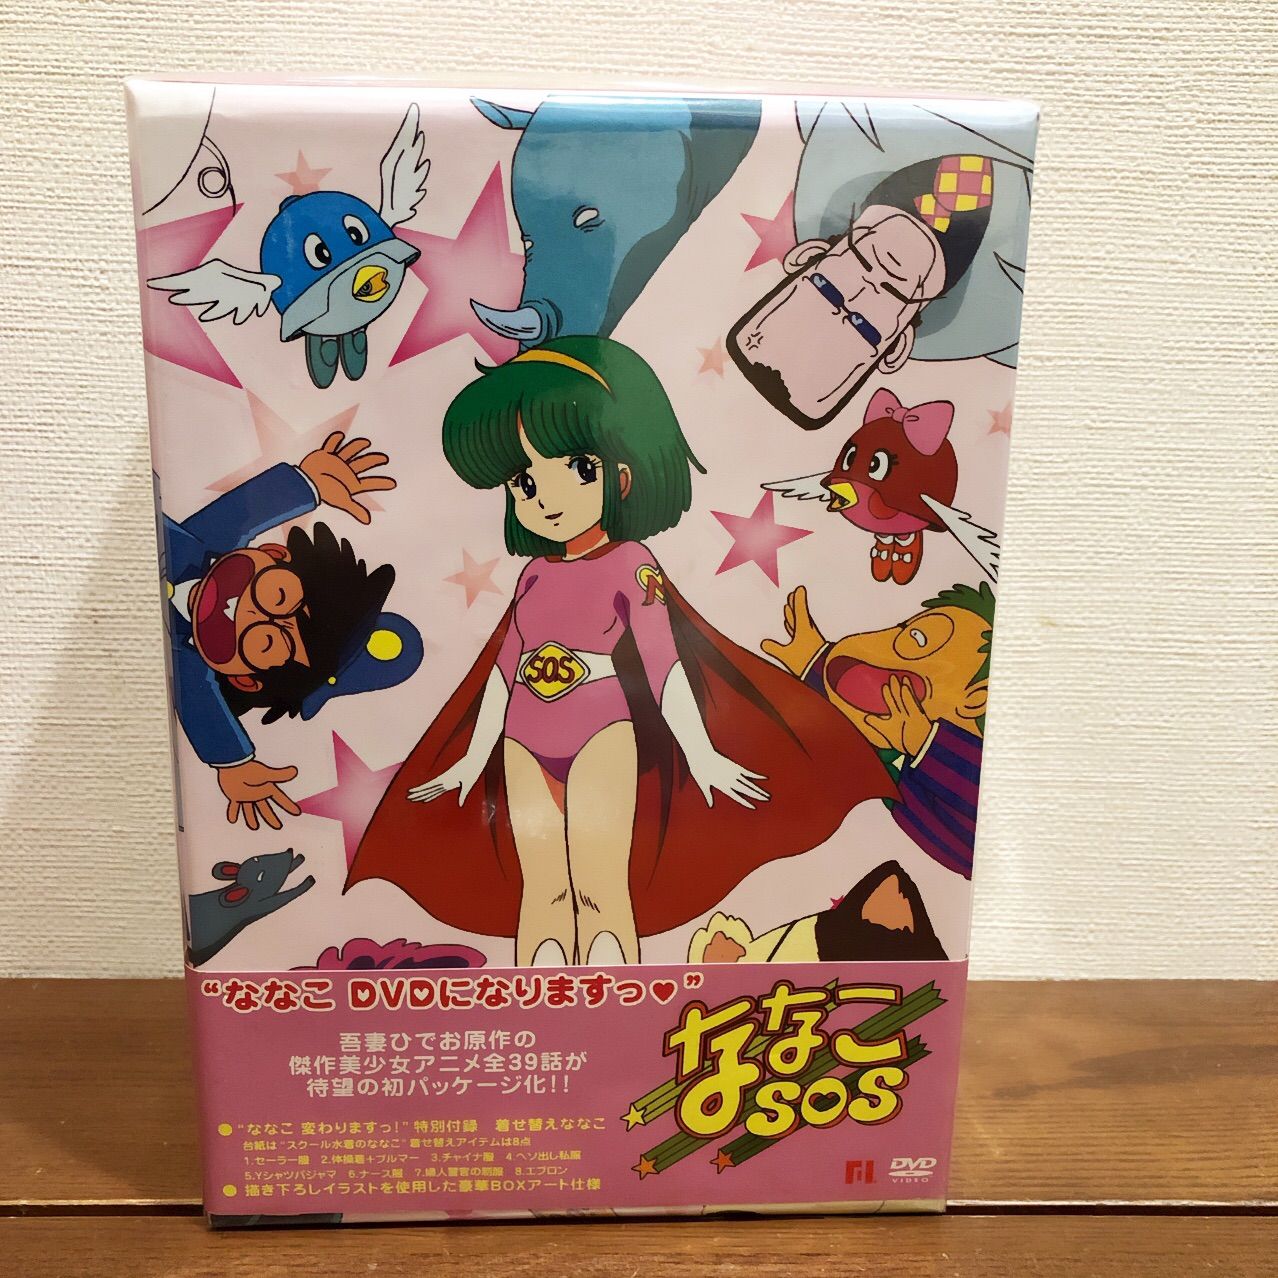 S.O.S
“ななこ DVDになりますっ♥”
吾妻ひでお原作の
傑作美少女アニメ全39話が
待望の初パッケージ化!!
ななこ
SOS
●“ななこ 変わりますっ!”特別付録 着せ替えななこ
台紙は“スクール水着のななこ”着せ替えアイテムは8点
1.セーラー服 2.体操着+ブルマー 3.チャイナ服 4.ヘソ出し私服
5.Yシャツパジャマ 6.ナース服 7.婦人警官の制服 8.エプロン
●描き下ろしイラストを使用した豪華BOXアート仕様
DVD
VIDEO